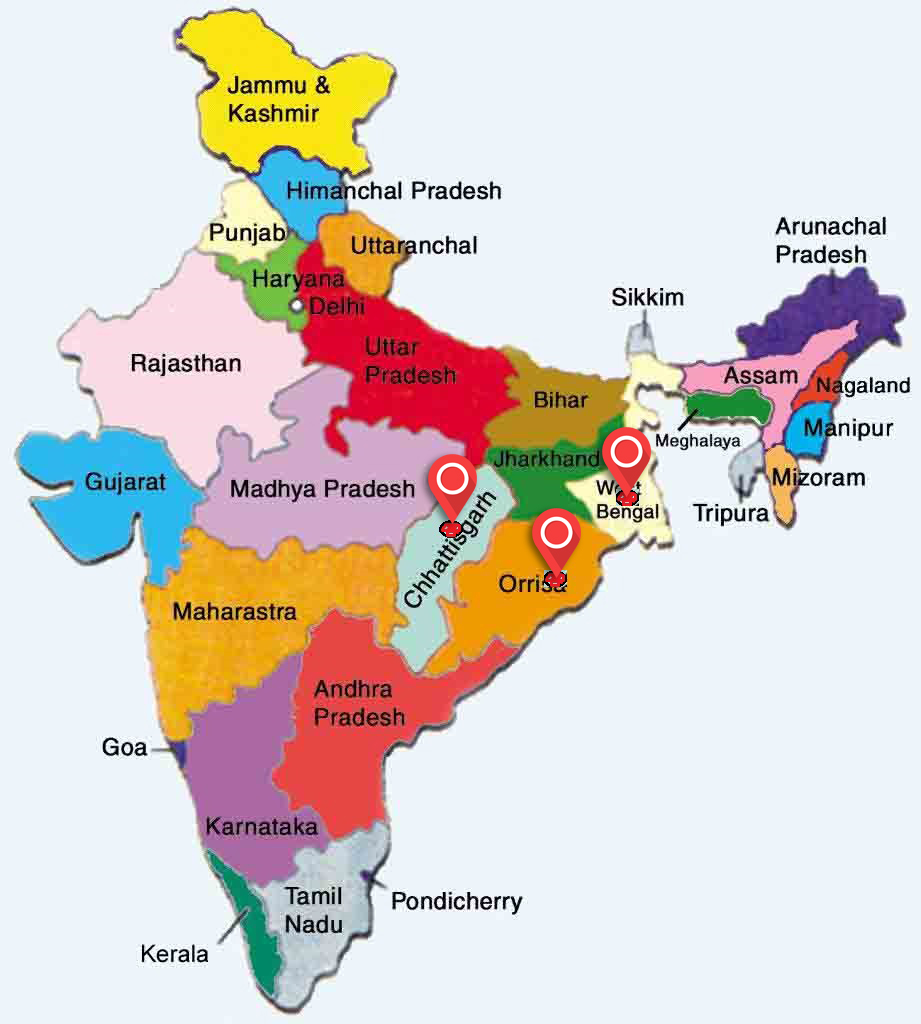 Jammu &
Kashmir
Himanchal Pradesh
Punjab
Uttaranchal
Arunachal
Pradesh
Haryana
Delhi
Sikkim
Rajasthan
Uttar
Pradesh
Assam
Nagaland
Bihar
Meghalaya
Manipur
Jharkhand
Gujarat
Madhya Pradesh
Mizoram
West
Bengal
Tripura
Chhattisgarh
Orrisa
Maharastra
Andhra
Pradesh
Goa
Karnataka
Tamil
Nadu
Pondicherry
Kerala